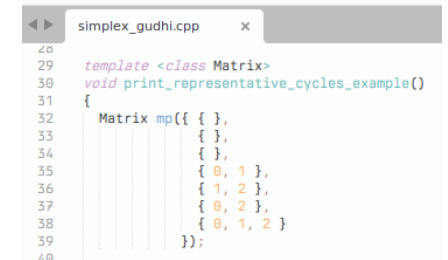 simplex_gudhi.cpp ×
28
29 template <class Matrix>
30 void print_representative_cycles_example()
31 {
32 Matrix mp({ { },
33 { },
34 { },
35 { 0, 1 },
36 { 1, 2 },
37 { 0, 2 },
38 { 0, 1, 2 }
39 });
40